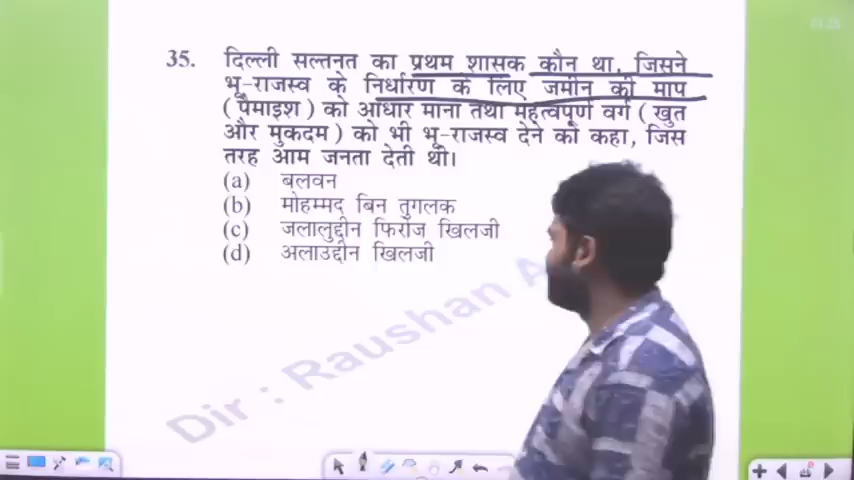 35. दिल्ली सल्तनत का प्रथम शासक कौन था, जिसने
भू-राजस्व के निर्धारण के लिए जमीन की माप
(पैमाइश) को आधार माना तथा महत्वपूर्ण वर्ग (खुत
और मुकदम) को भी भू-राजस्व देने को कहा, जिस
तरह आम जनता देती थी।
(a) बलवन
(b) मोहम्मद बिन तुगलक
(c) जलालुद्दीन फिरोज खिलजी
(d) अलाउद्दीन खिलजी
Dir : Raushan A